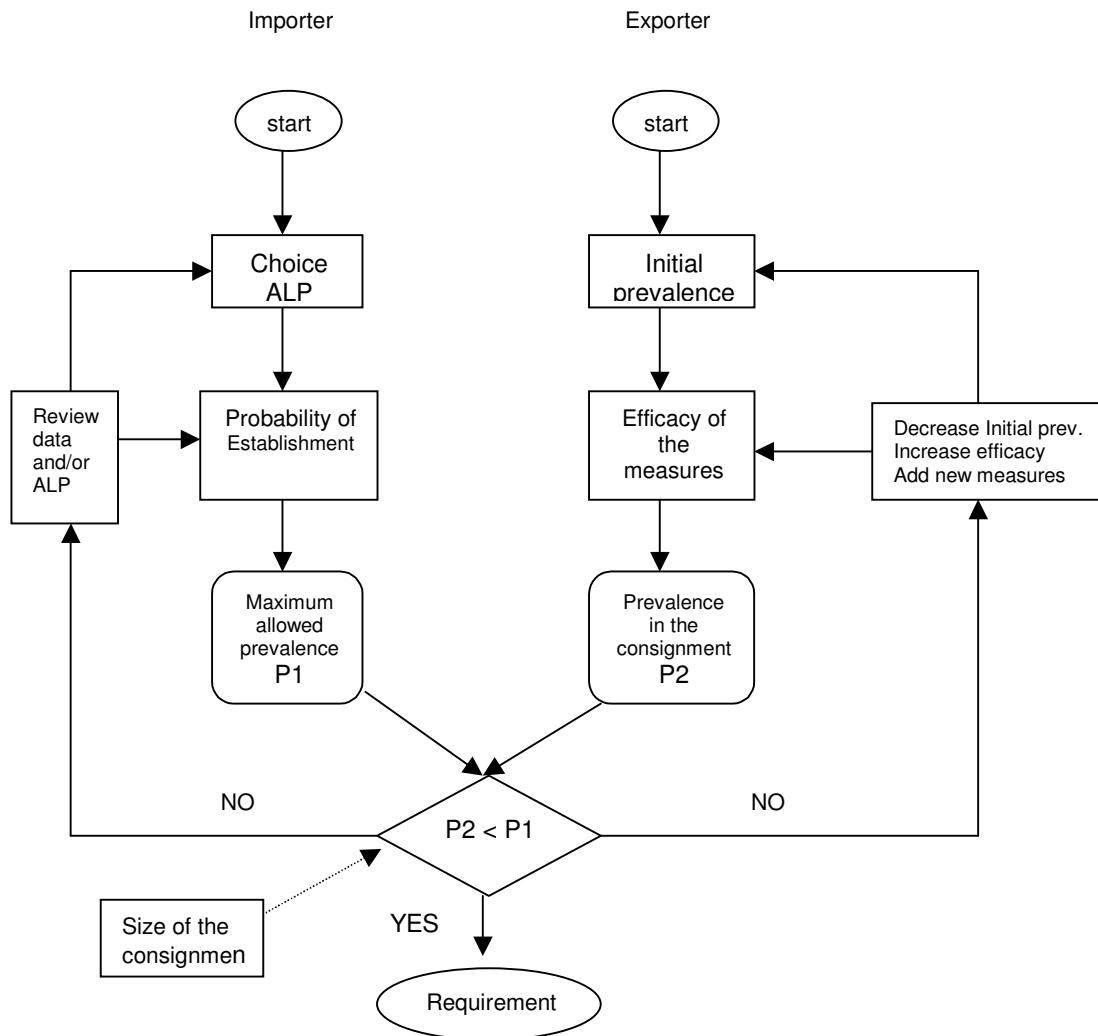 Importer
Exporter
start
start
Choice
ALP
Initial
prevalence
Review
data
and/or
ALP
Probability of
Establishment
Efficacy of
the
measures
Decrease Initial prev.
Increase efficacy
Add new measures
Maximum
allowed
prevalence
P1
Prevalence
in the
consignment
P2
NO
NO
P2 < P1
Size of the
consignmen
YES
Requirement